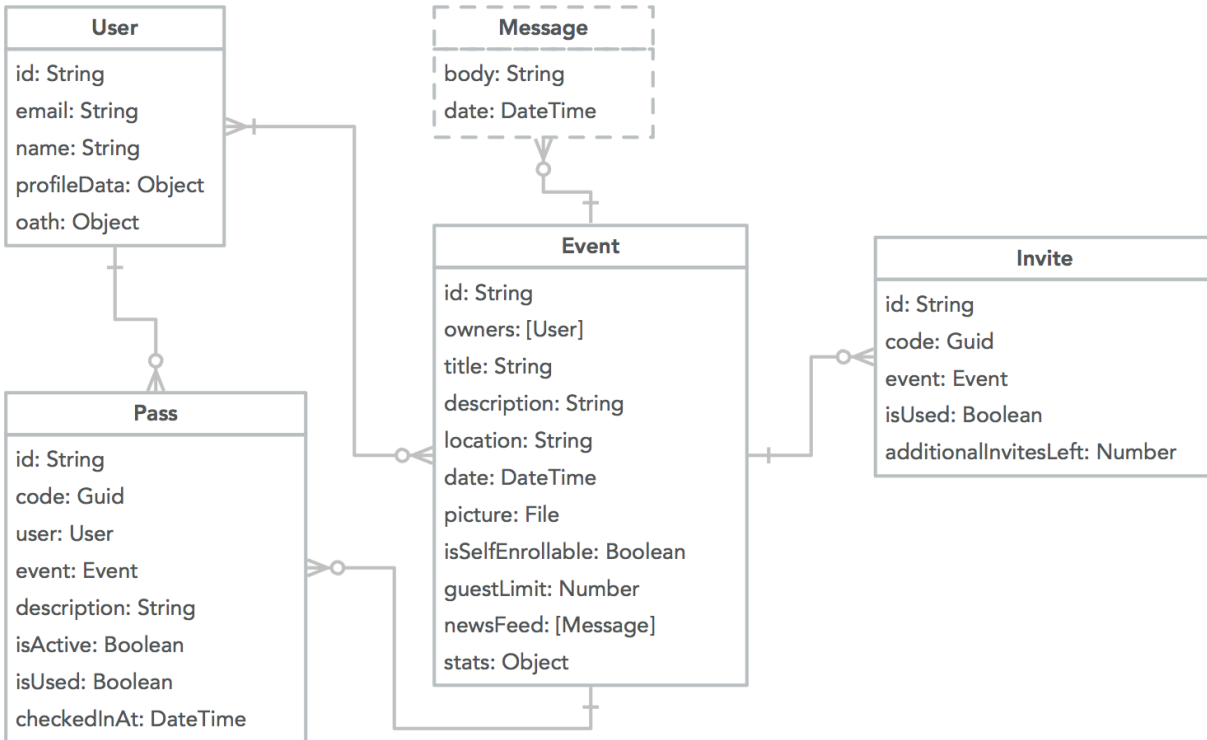 User
id: String
email: String
name: String
profileData: Object
oath: Object
Message
body: String
date: DateTime
Event
id: String
owners: [User]
title: String
description: String
location: String
date: DateTime
picture: File
isSelfEnrollable: Boolean
guestLimit: Number
newsFeed: [Message]
stats: Object
Invite
id: String
code: Guid
event: Event
isUsed: Boolean
additionalInvitesLeft: Number
Pass
id: String
code: Guid
user: User
event: Event
description: String
isActive: Boolean
isUsed: Boolean
checkedInAt: DateTime